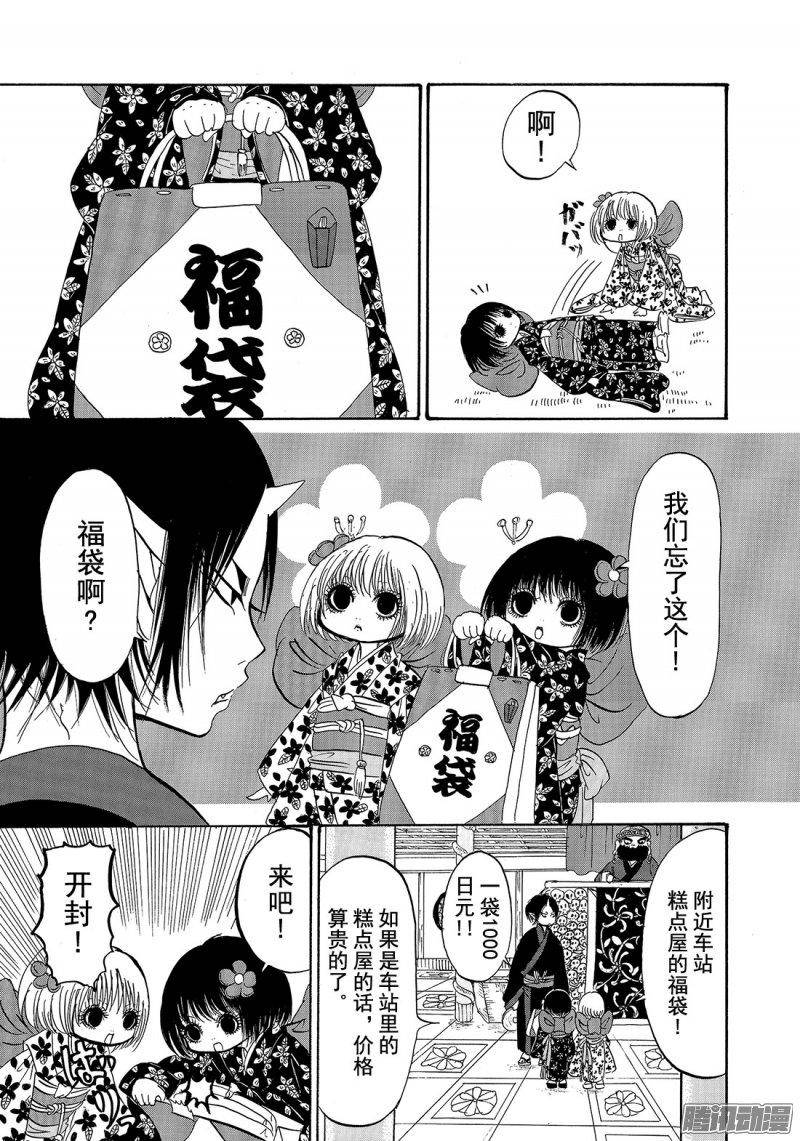 啊！
ガバッ
福袋
我们忘了这个！
福袋
福袋啊？
附近车站
糕点屋的福袋！
一袋1000
日元!!
如果是车站里的
糕点屋的话，价格
算贵的了。
来吧！
开封！
腾讯动漫